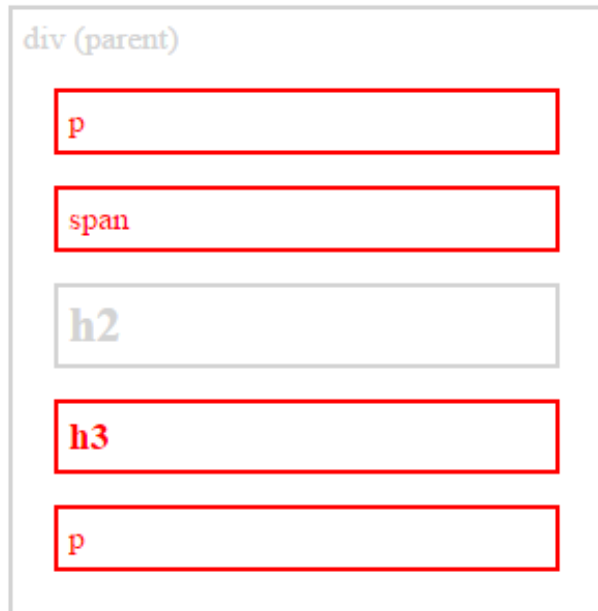 div (parent)
p
span
h2
h3
p